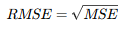 RMSE = √MSE